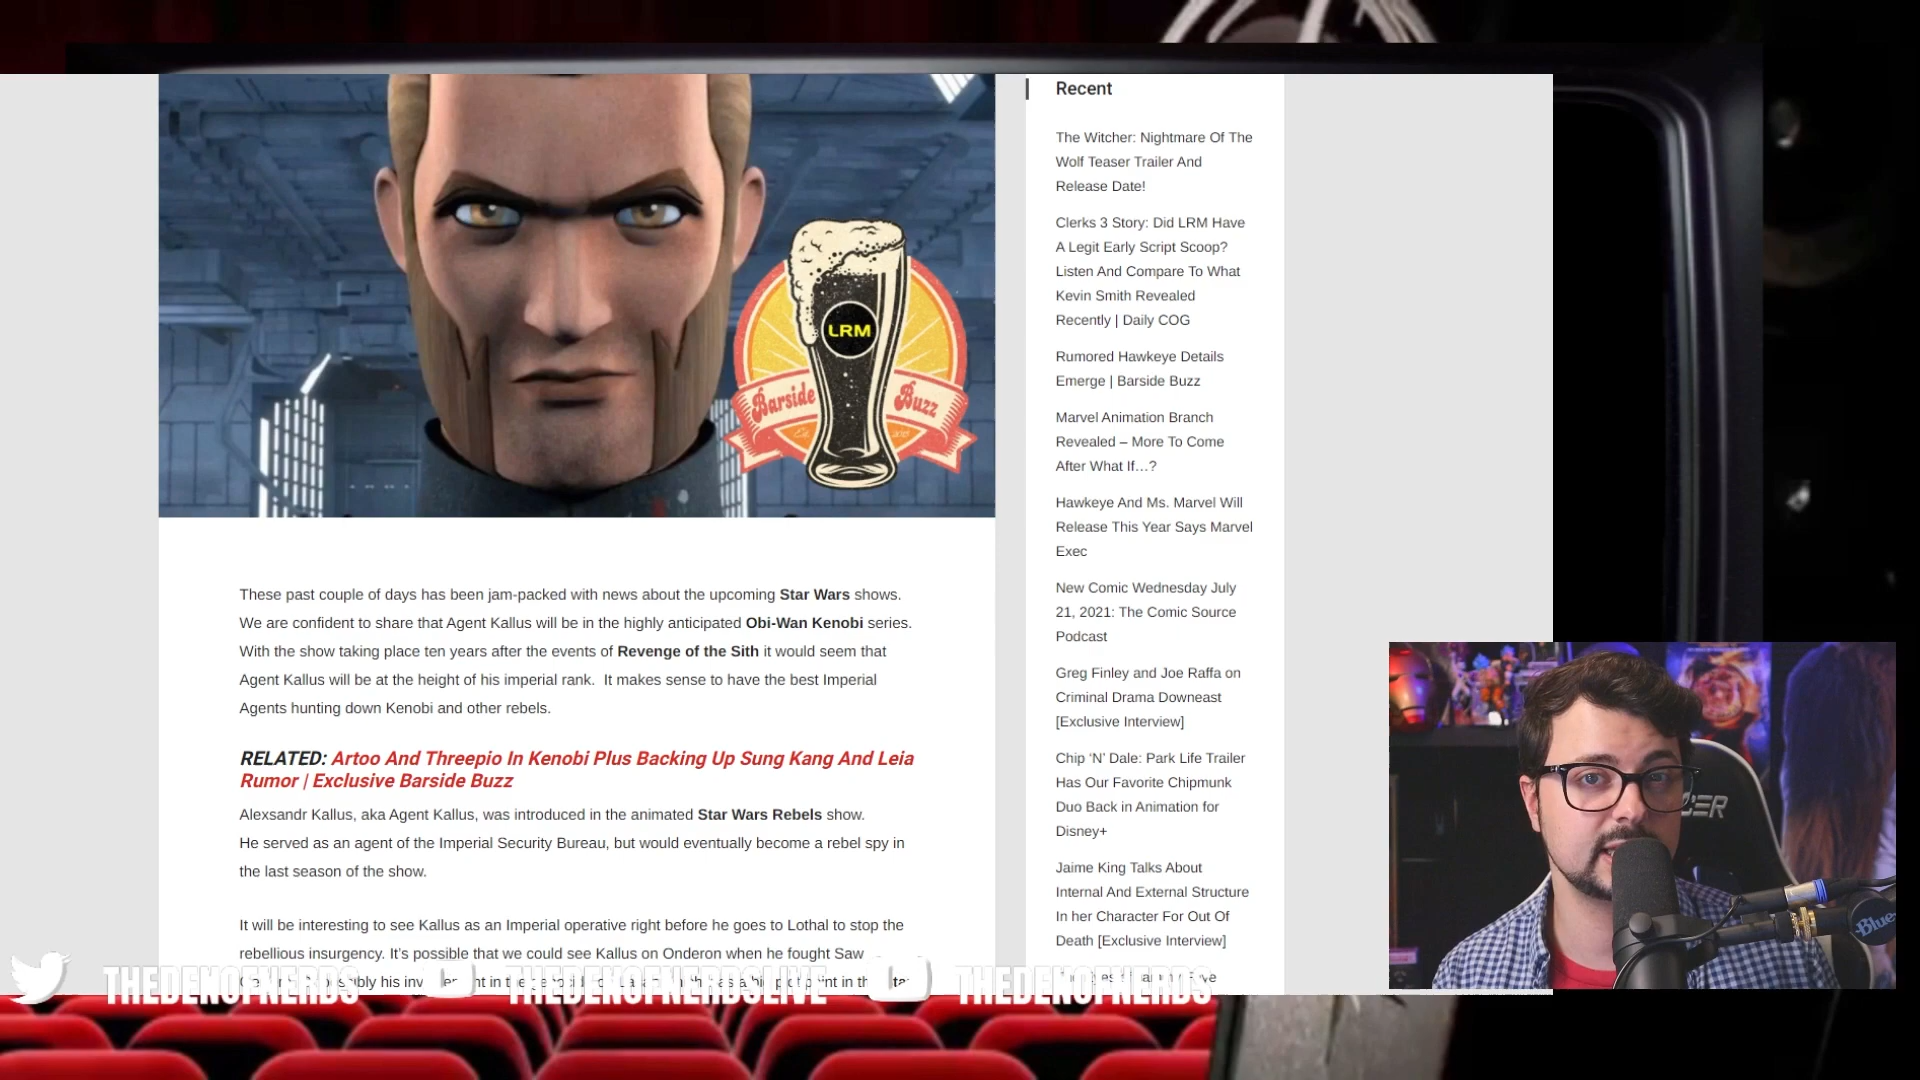 LRM
Barside Buzz
These past couple of days has been jam-packed with news about the upcoming Star Wars shows.
We are confident to share that Agent Kallus will be in the highly anticipated Obi-Wan Kenobi series.
With the show taking place ten years after the events of Revenge of the Sith it would seem that
Agent Kallus will be at the height of his imperial rank. It makes sense to have the best Imperial
Agents hunting down Kenobi and other rebels.
RELATED: Artoo And Threepio In Kenobi Plus Backing Up Sung Kang And Leia
Rumor | Exclusive Barside Buzz
Alexsandr Kallus, aka Agent Kallus, was introduced in the animated Star Wars Rebels show.
He served as an agent of the Imperial Security Bureau, but would eventually become a rebel spy in
the last season of the show.
It will be interesting to see Kallus as an Imperial operative right before he goes to Lothal to stop the
rebellious insurgency. It's possible that we could see Kallus on Onderon when he fought Saw
Recent
The Witcher: Nightmare Of The
Wolf Teaser Trailer And
Release Date!
Clerks 3 Story: Did LRM Have
A Legit Early Script Scoop?
Listen And Compare To What
Kevin Smith Revealed
Recently | Daily COG
Rumored Hawkeye Details
Emerge | Barside Buzz
Marvel Animation Branch
Revealed – More To Come
After What If…?
Hawkeye And Ms. Marvel Will
Release This Year Says Marvel
Exec
New Comic Wednesday July
21, 2021: The Comic Source
Podcast
Greg Finley and Joe Raffa on
Criminal Drama Downeast
[Exclusive Interview]
Chip 'N' Dale: Park Life Trailer
Has Our Favorite Chipmunk
Duo Back in Animation for
Disney+
Jaime King Talks About
Internal And External Structure
In her Character For Out Of
Death [Exclusive Interview]
Blue
THEDENOFNERDS THEDENOFNERDSLIVE THEDENOFNERDS